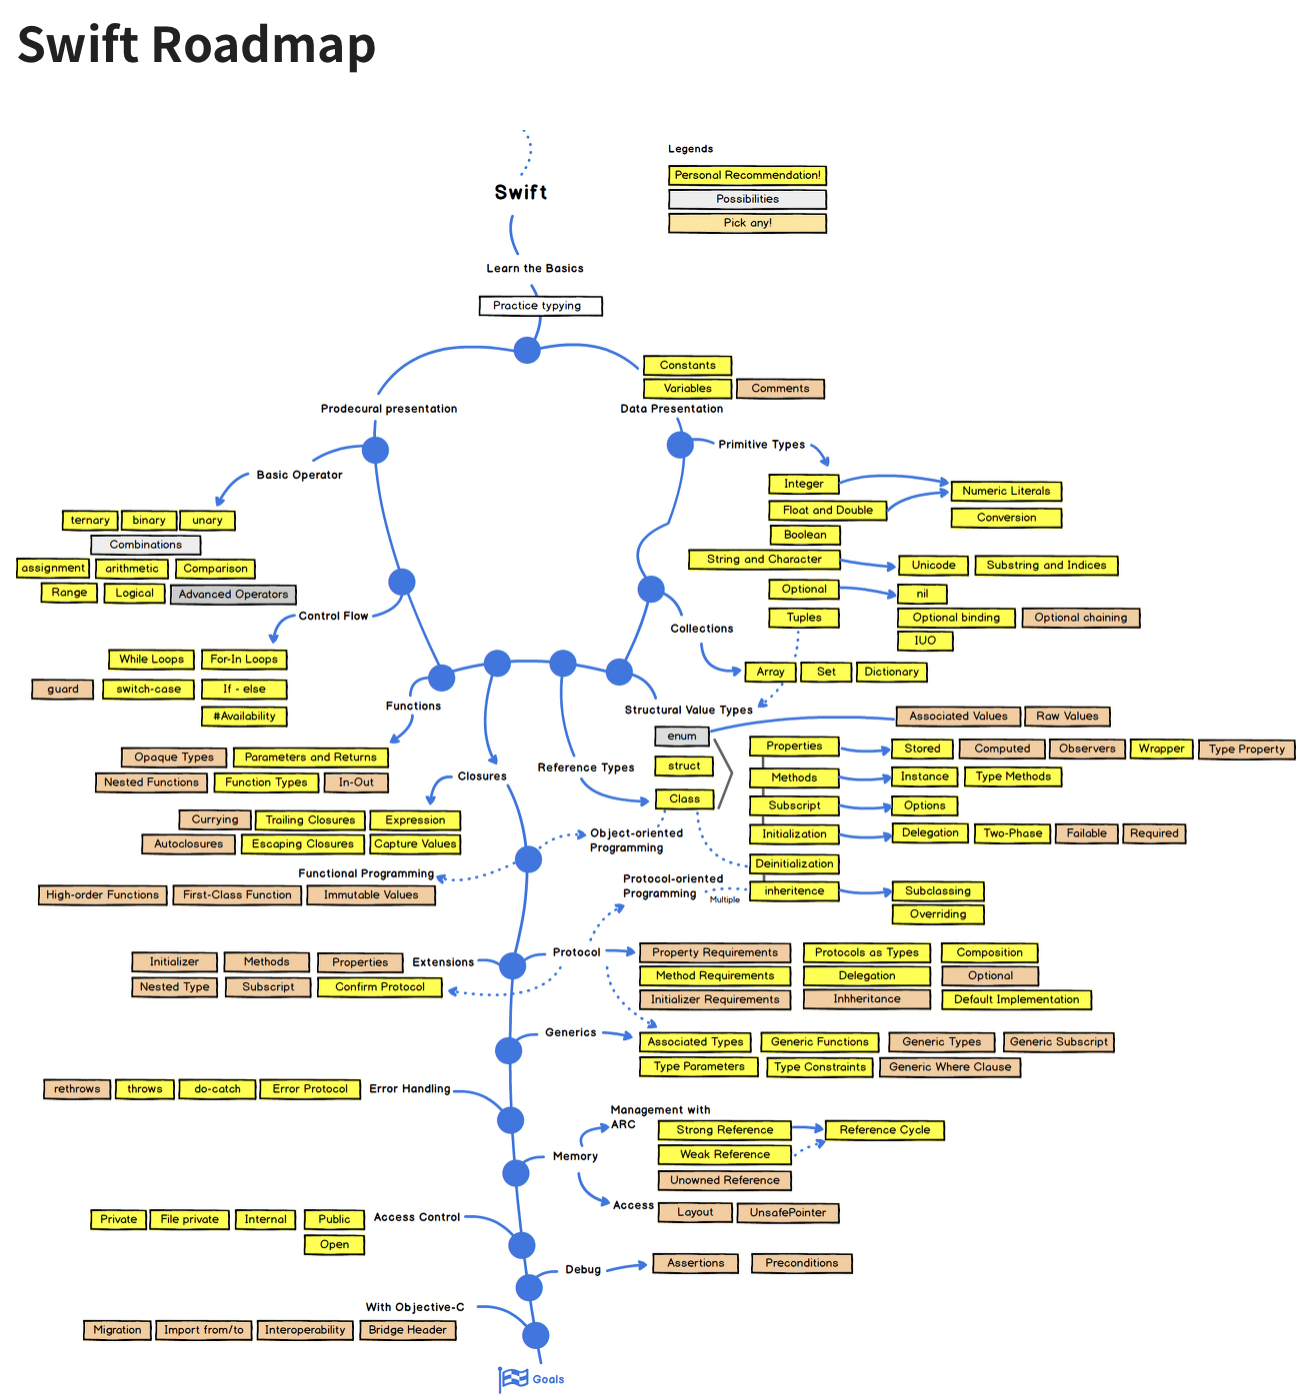 Swift Roadmap
Swift
Legends
Personal Recommendation!
Possibilities
Pick any!
Learn the Basics
Practice typying
Constants
Variables
Comments
Prodecural presentation
Data Presentation
Primitive Types
Basic Operator
Integer
Numeric Literals
Float and Double
Conversion
ternary
binary
unary
Boolean
Combinations
String and Character
Unicode
Substring and Indices
assignment
arithmetic
Comparison
Range
Logical
Advanced Operators
Optional
nil
Tuples
Optional binding
Optional chaining
IUO
Control Flow
Collections
While Loops
For-In Loops
Array
Set
Dictionary
guard
switch-case
If - else
#Availability
Functions
Structural Value Types
Associated Values
Raw Values
enum
struct
Class
Properties
Stored
Computed
Observers
Wrapper
Type Property
Methods
Instance
Type Methods
Subscript
Options
Initialization
Delegation
Two-Phase
Failable
Required
Deinitialization
inheritence
Subclassing
Overriding
Opaque Types
Parameters and Returns
Nested Functions
Function Types
In-Out
Closures
Reference Types
Currying
Trailing Closures
Expression
Autoclosures
Escaping Closures
Capture Values
Object-oriented
Programming
Functional Programming
Protocol-oriented
Programming
Multiple
High-order Functions
First-Class Function
Immutable Values
Initializer
Methods
Properties
Extensions
Nested Type
Subscript
Confirm Protocol
Protocol
Property Requirements
Protocols as Types
Composition
Method Requirements
Delegation
Optional
Initializer Requirements
Inhheritance
Default Implementation
Generics
Associated Types
Generic Functions
Generic Types
Generic Subscript
Type Parameters
Type Constraints
Generic Where Clause
rethrows
throws
do-catch
Error Protocol
Error Handling
Management with
ARC
Strong Reference
Reference Cycle
Memory
Weak Reference
Unowned Reference
Access
Layout
UnsafePointer
Private
File private
Internal
Public
Open
Access Control
Debug
Assertions
Preconditions
With Objective-C
Migration
Import from/to
Interoperability
Bridge Header
Goals